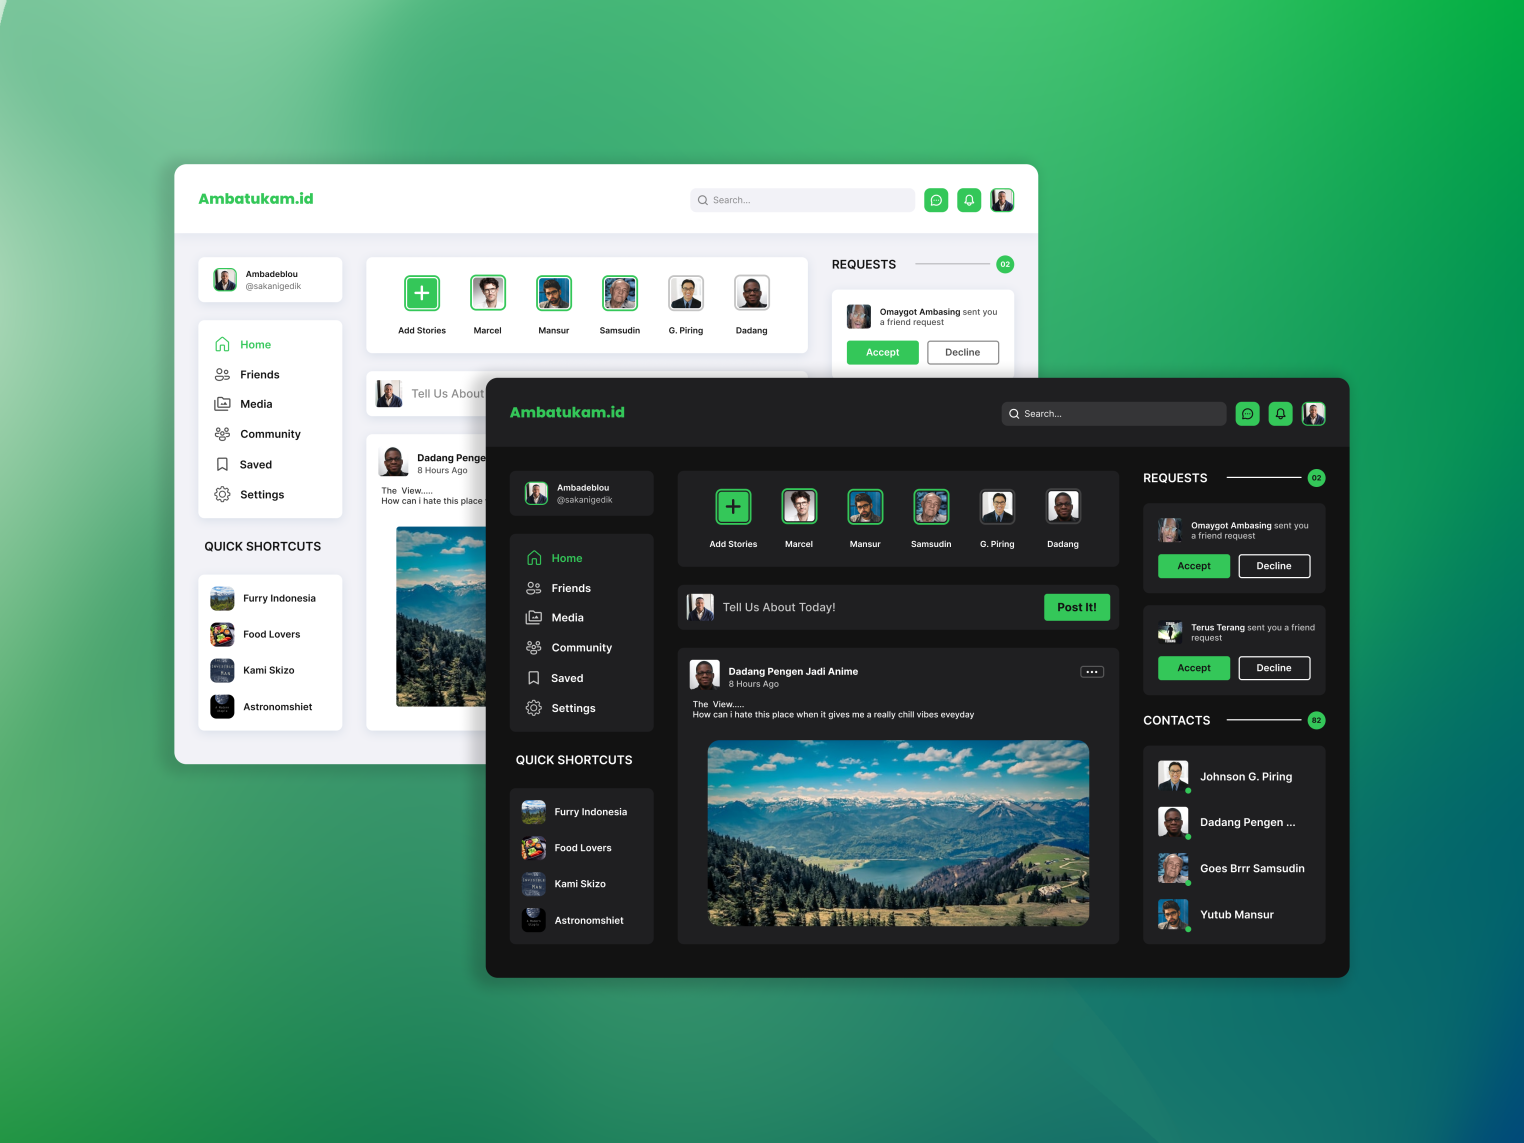 Ambatukam.id
Search...
Ambadeblou
@sakanigedik
Home
Friends
Media
Community
Saved
Settings
QUICK SHORTCUTS
Furry Indonesia
Food Lovers
Kami Skizo
Astronomshiet
Add Stories
Marcel
Mansur
Samsudin
G. Piring
Dadang
Tell Us About
Dadang Penge
8 Hours Ago
The View.....
How can i hate this place
REQUESTS
02
Omaygot Ambasing sent you
a friend request
Accept
Decline
Ambatukam.id
Search...
Ambadeblou
@sakanigedik
Home
Friends
Media
Community
Saved
Settings
QUICK SHORTCUTS
Furry Indonesia
Food Lovers
Kami Skizo
Astronomshiet
Add Stories
Marcel
Mansur
Samsudin
G. Piring
Dadang
Tell Us About Today!
Post It!
Dadang Pengen Jadi Anime
8 Hours Ago
The View.....
How can i hate this place when it gives me a really chill vibes eveyday
REQUESTS
02
Omaygot Ambasing sent you
a friend request
Accept
Decline
Terus Terang sent you a friend
request
Accept
Decline
CONTACTS
82
Johnson G. Piring
Dadang Pengen ...
Goes Brrr Samsudin
Yutub Mansur